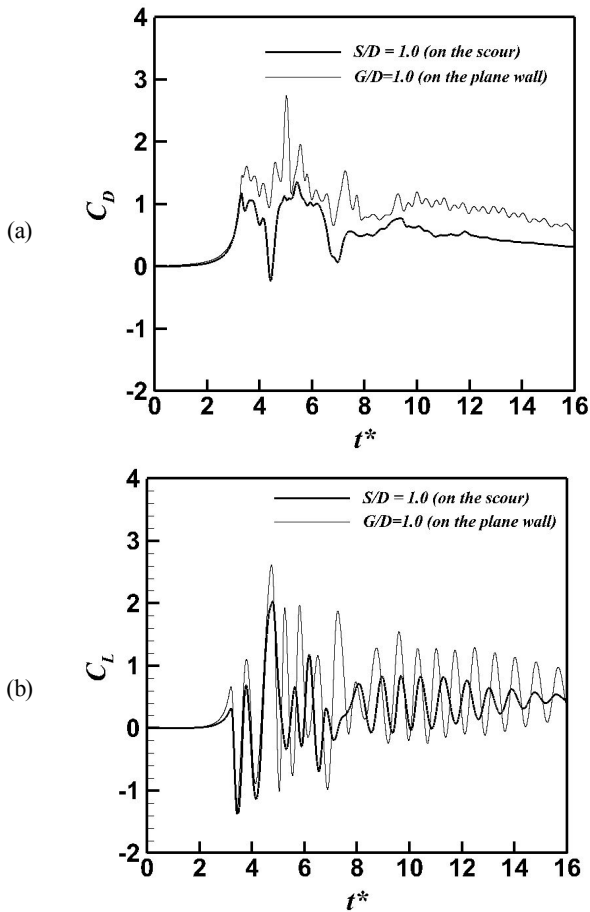 4
3
2
1
0
-1
-2
C_D
S/D = 1.0 (on the scour)
G/D=1.0 (on the plane wall)
(a)
0 2 4 6 8 10 12 14 16
t*
4
3
2
1
0
-1
-2
C_L
S/D = 1.0 (on the scour)
G/D=1.0 (on the plane wall)
(b)
0 2 4 6 8 10 12 14 16
t*